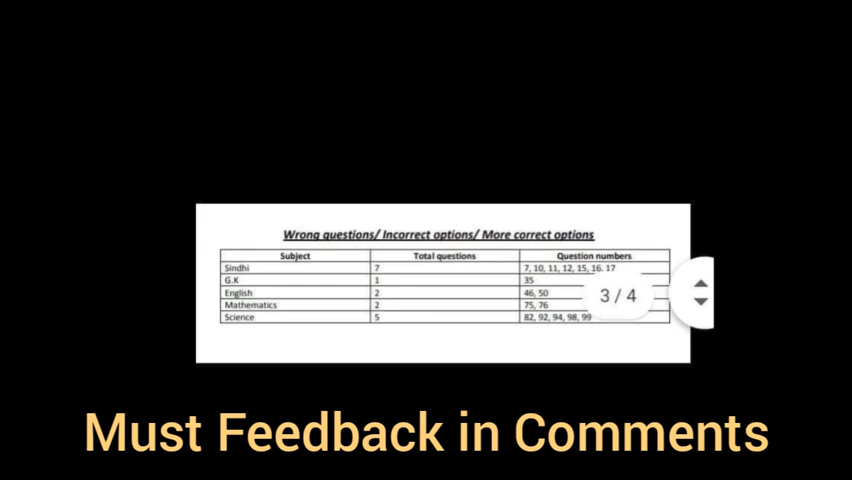 Wrong questions/ Incorrect options/ More correct options
Subject Total questions Question numbers
Sindhi 7 7, 10, 11, 12, 15, 16. 17
G.K 1 35
English 2 46, 50
Mathematics 2 75, 76
Science 5 82, 92, 94, 98, 99
3 / 4
Must Feedback in Comments